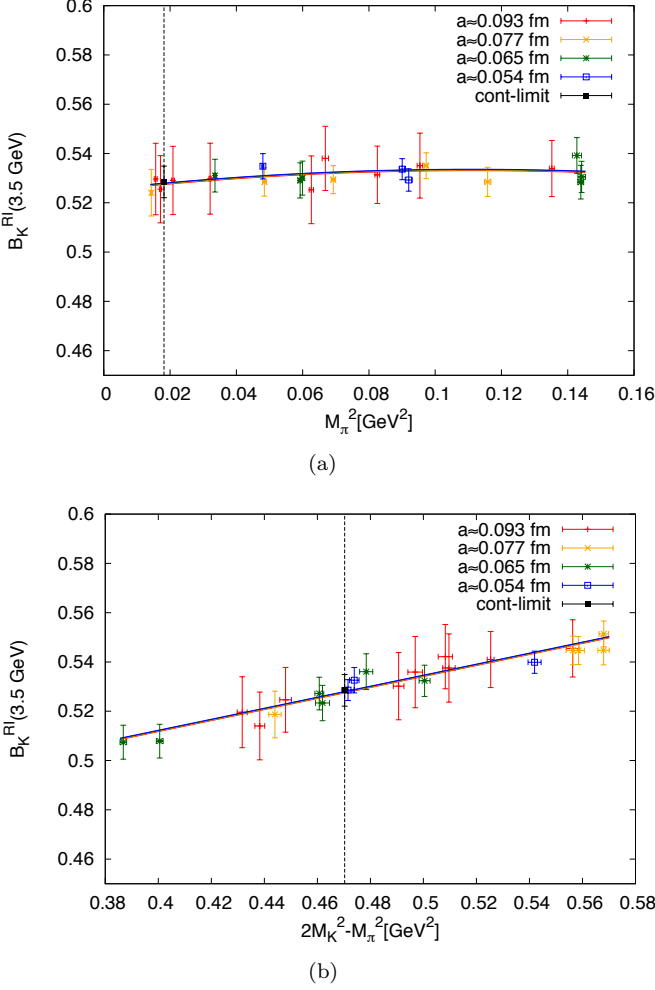 0.6
0.58
0.56
0.54
0.52
0.5
0.48
0.46
B_K^RI(3.5 GeV)
a≈0.093 fm
a≈0.077 fm
a≈0.065 fm
a≈0.054 fm
cont-limit
0 0.02 0.04 0.06 0.08 0.1 0.12 0.14 0.16
M_π^2[GeV^2]
(a)
0.6
0.58
0.56
0.54
0.52
0.5
0.48
0.46
B_K^RI(3.5 GeV)
a≈0.093 fm
a≈0.077 fm
a≈0.065 fm
a≈0.054 fm
cont-limit
0.38 0.4 0.42 0.44 0.46 0.48 0.5 0.52 0.54 0.56 0.58
2M_K^2-M_π^2[GeV^2]
(b)